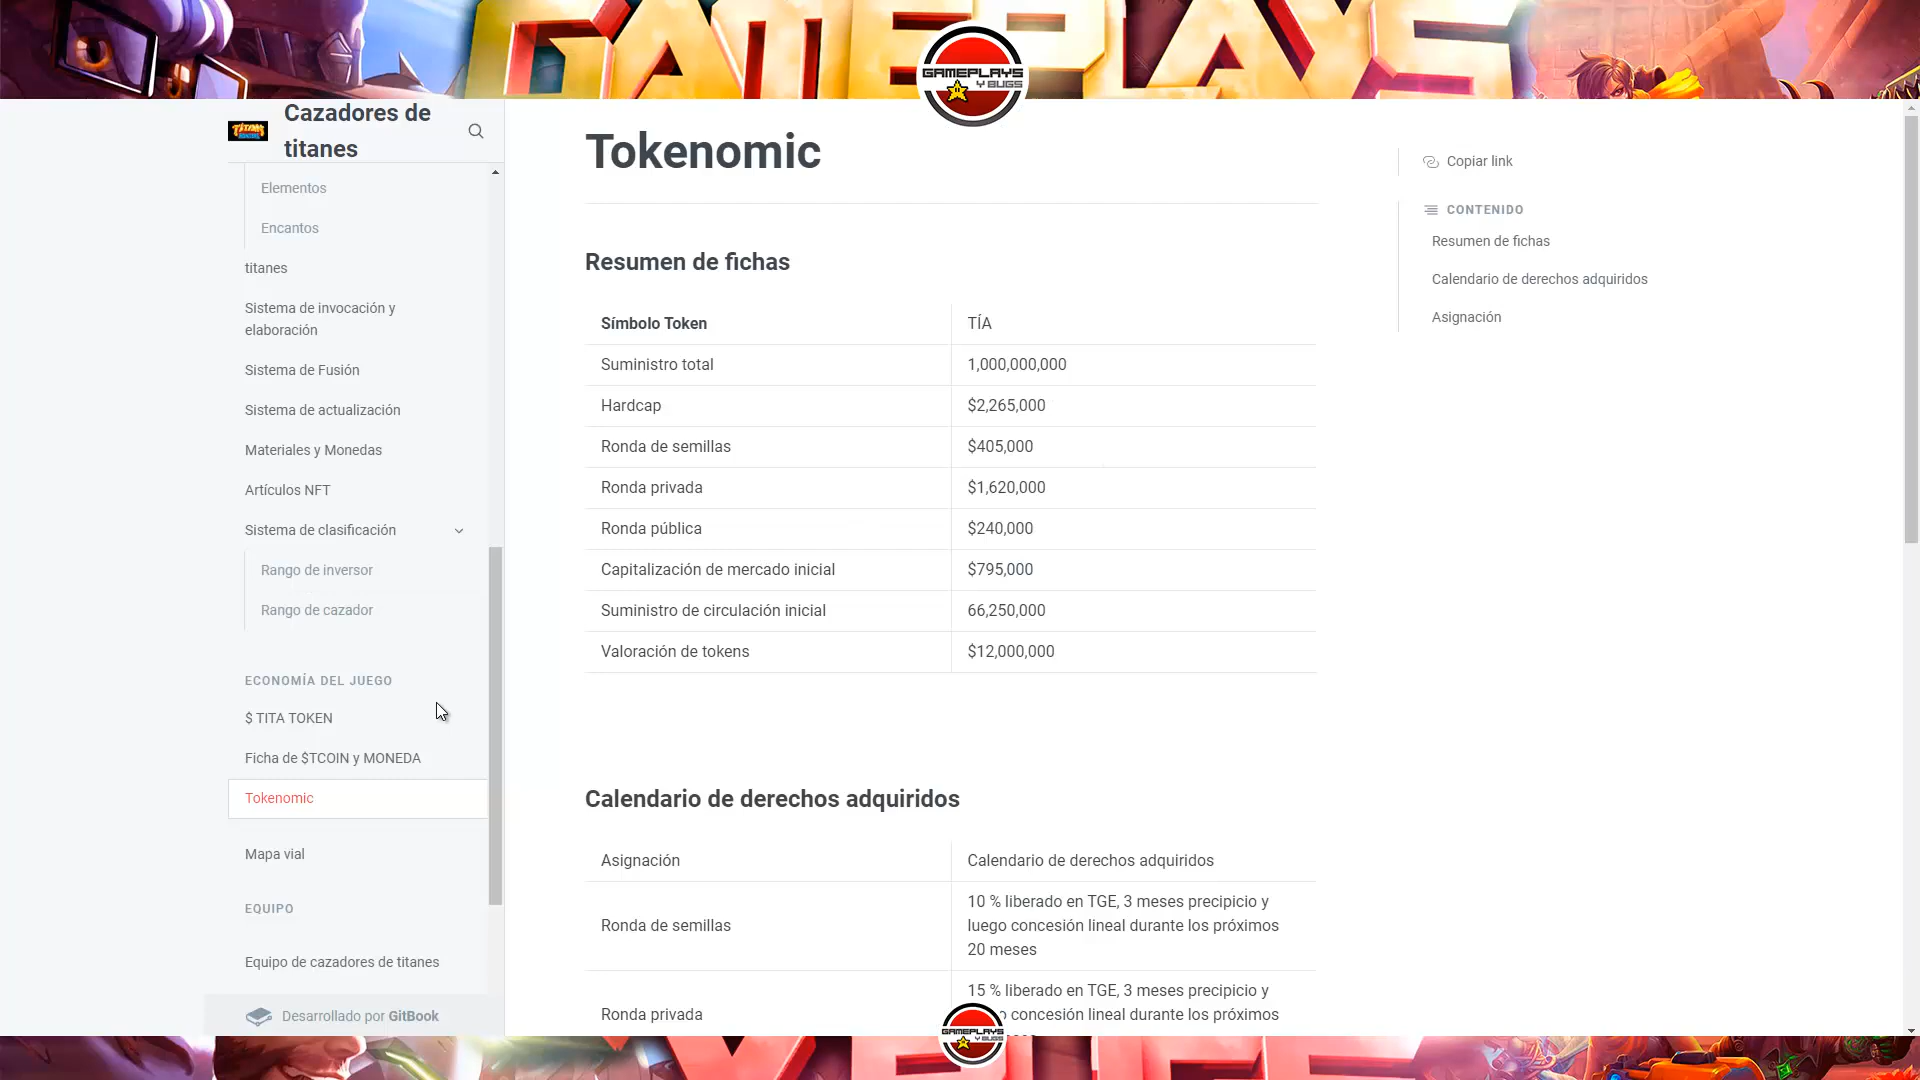 GAMEPLAYS
GAMEPLAYS
Y BUGS
TITANS
HUNTERS
Cazadores de
titanes
Elementos
Encantos
titanes
Sistema de invocación y
elaboración
Sistema de Fusión
Sistema de actualización
Materiales y Monedas
Artículos NFT
Sistema de clasificación
Rango de inversor
Rango de cazador
ECONOMÍA DEL JUEGO
$ TITA TOKEN
Ficha de $TCOIN y MONEDA
Tokenomic
Mapa vial
EQUIPO
Equipo de cazadores de titanes
Desarrollado por GitBook
Tokenomic
Resumen de fichas
Símbolo Token TÍA
Suministro total 1,000,000,000
Hardcap $2,265,000
Ronda de semillas $405,000
Ronda privada $1,620,000
Ronda pública $240,000
Capitalización de mercado inicial $795,000
Suministro de circulación inicial 66,250,000
Valoración de tokens $12,000,000
Calendario de derechos adquiridos
Asignación Calendario de derechos adquiridos
Ronda de semillas
10 % liberado en TGE, 3 meses precipicio y
luego concesión lineal durante los próximos
20 meses
Ronda privada
15 % liberado en TGE, 3 meses precipicio y
concesión lineal durante los próximos
Copiar link
CONTENIDO
Resumen de fichas
Calendario de derechos adquiridos
Asignación
GAMEPLAYS
Y BUGS